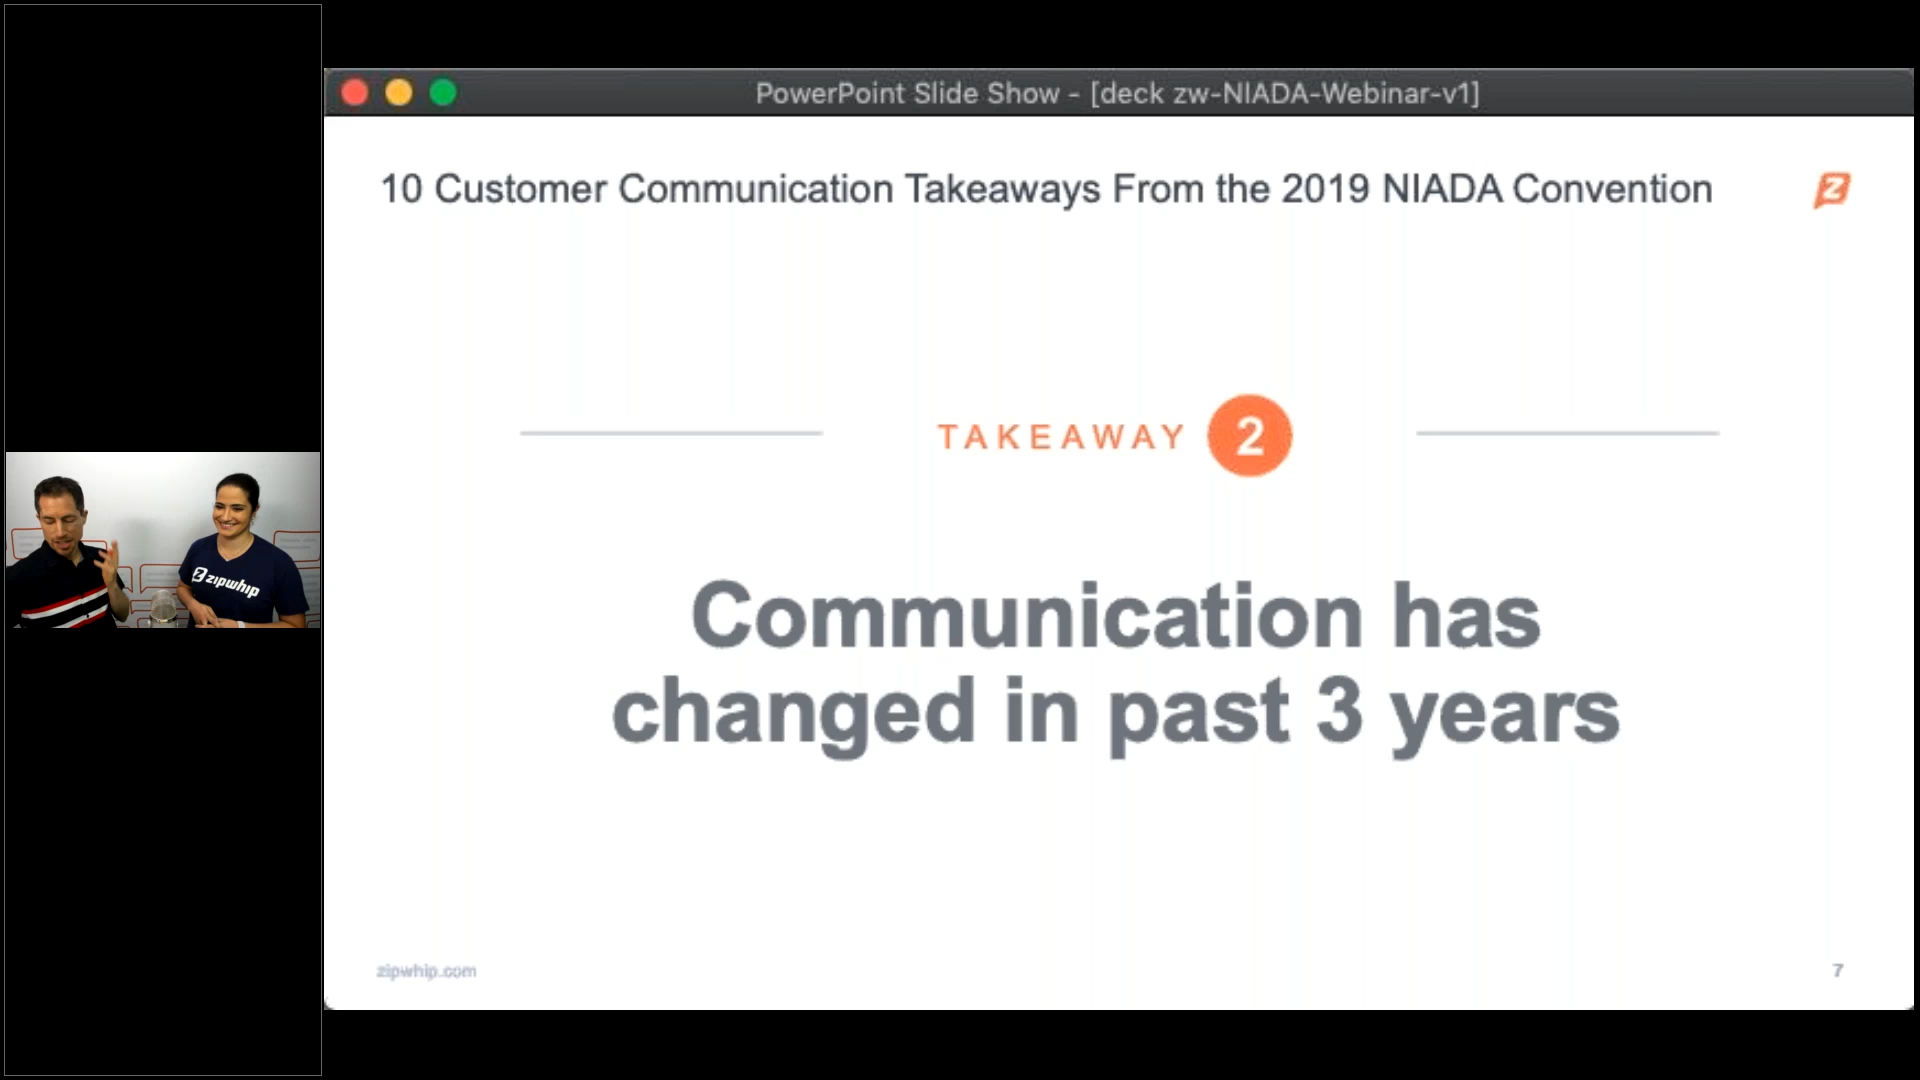 PowerPoint Slide Show - [deck zw-NIADA-Webinar-v1]
10 Customer Communication Takeaways From the 2019 NIADA Convention
TAKEAWAY 2
Communication has
changed in past 3 years
zipwhip
zipwhip.com
7